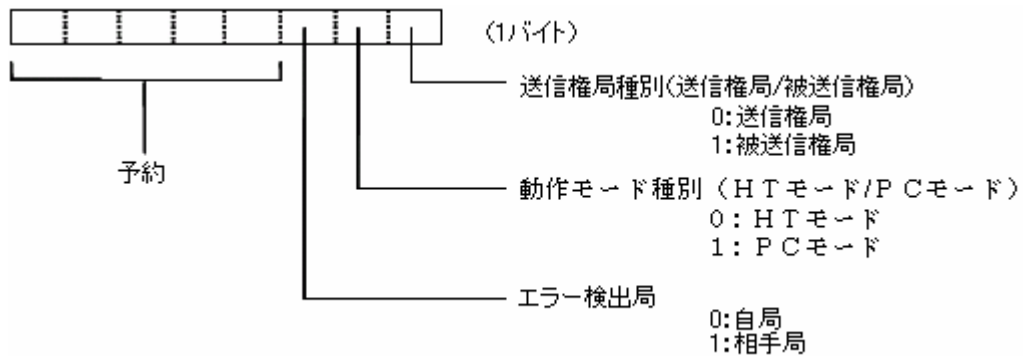 (1バイト)
送信権局種別(送信権局/被送信権局)
0:送信権局
1:被送信権局
予約
動作モード種別（ＨＴモード/ＰＣモード）
０：ＨＴモード
１：ＰＣモード
エラー検出局
0:自局
1:相手局